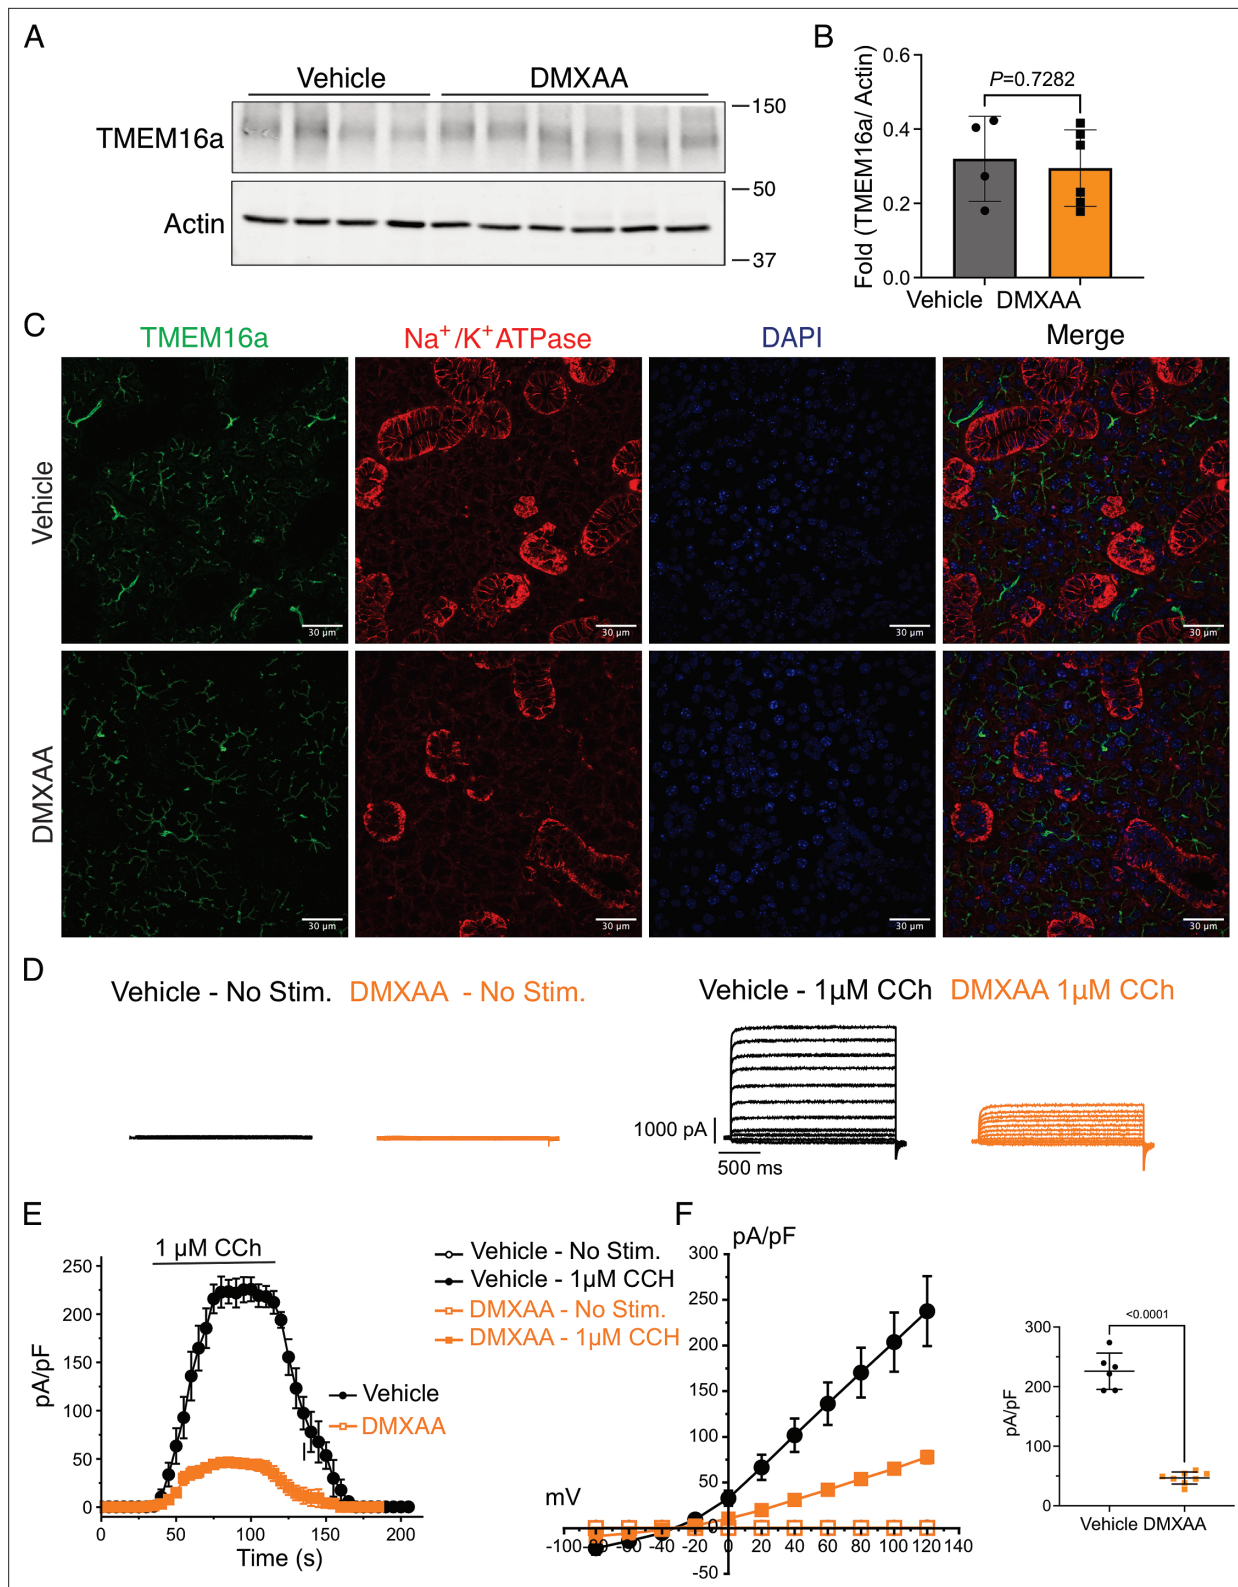 A
Vehicle
DMXAA
TMEM16a
150
50
Actin
37
B
Fold (TMEM16a/ Actin)
0.6
P=0.7282
0.4
0.2
0.0
Vehicle DMXAA
C
TMEM16a
Na+/K+ATPase
DAPI
Merge
Vehicle
30 µm
30 µm
30 µm
30 µm
DMXAA
30 µm
30 µm
30 µm
30 µm
D
Vehicle - No Stim.
DMXAA - No Stim.
Vehicle - 1µM CCh
DMXAA 1µM CCh
1000 pA
500 ms
E
1 µM CCh
pA/pF
250
200
150
100
50
0
Vehicle
DMXAA
0 50 100 150 200
Time (s)
Vehicle - No Stim.
Vehicle - 1µM CCH
DMXAA - No Stim.
DMXAA - 1µM CCH
F
pA/pF
300
250
200
150
100
50
0
-50
mV
-100 -80 -60 -40 -20 0 20 40 60 80 100 120 140
pA/pF
300
200
100
0
<0.0001
Vehicle DMXAA